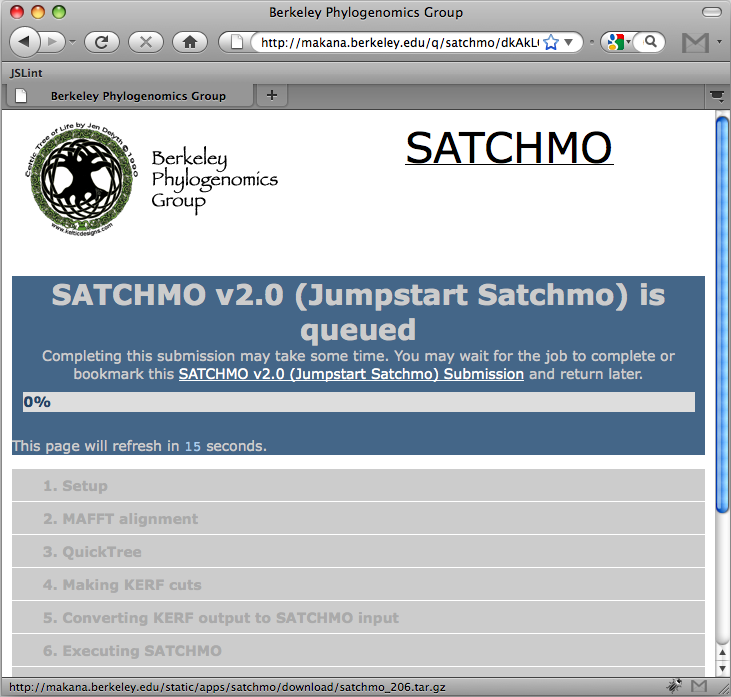 Berkeley Phylogenomics Group
http://makana.berkeley.edu/q/satchmo/dkAkL
JSLint
Berkeley Phylogenomics Group
Celtic Tree of Life by Jen Delyth © 1990
www.kelticdesigns.com
Berkeley
Phylogenomics
Group
SATCHMO
SATCHMO v2.0 (Jumpstart Satchmo) is
queued
Completing this submission may take some time. You may wait for the job to complete or
bookmark this SATCHMO v2.0 (Jumpstart Satchmo) Submission and return later.
0%
This page will refresh in 15 seconds.
1. Setup
2. MAFFT alignment
3. QuickTree
4. Making KERF cuts
5. Converting KERF output to SATCHMO input
6. Executing SATCHMO
http://makana.berkeley.edu/static/apps/satchmo/download/satchmo_206.tar.gz